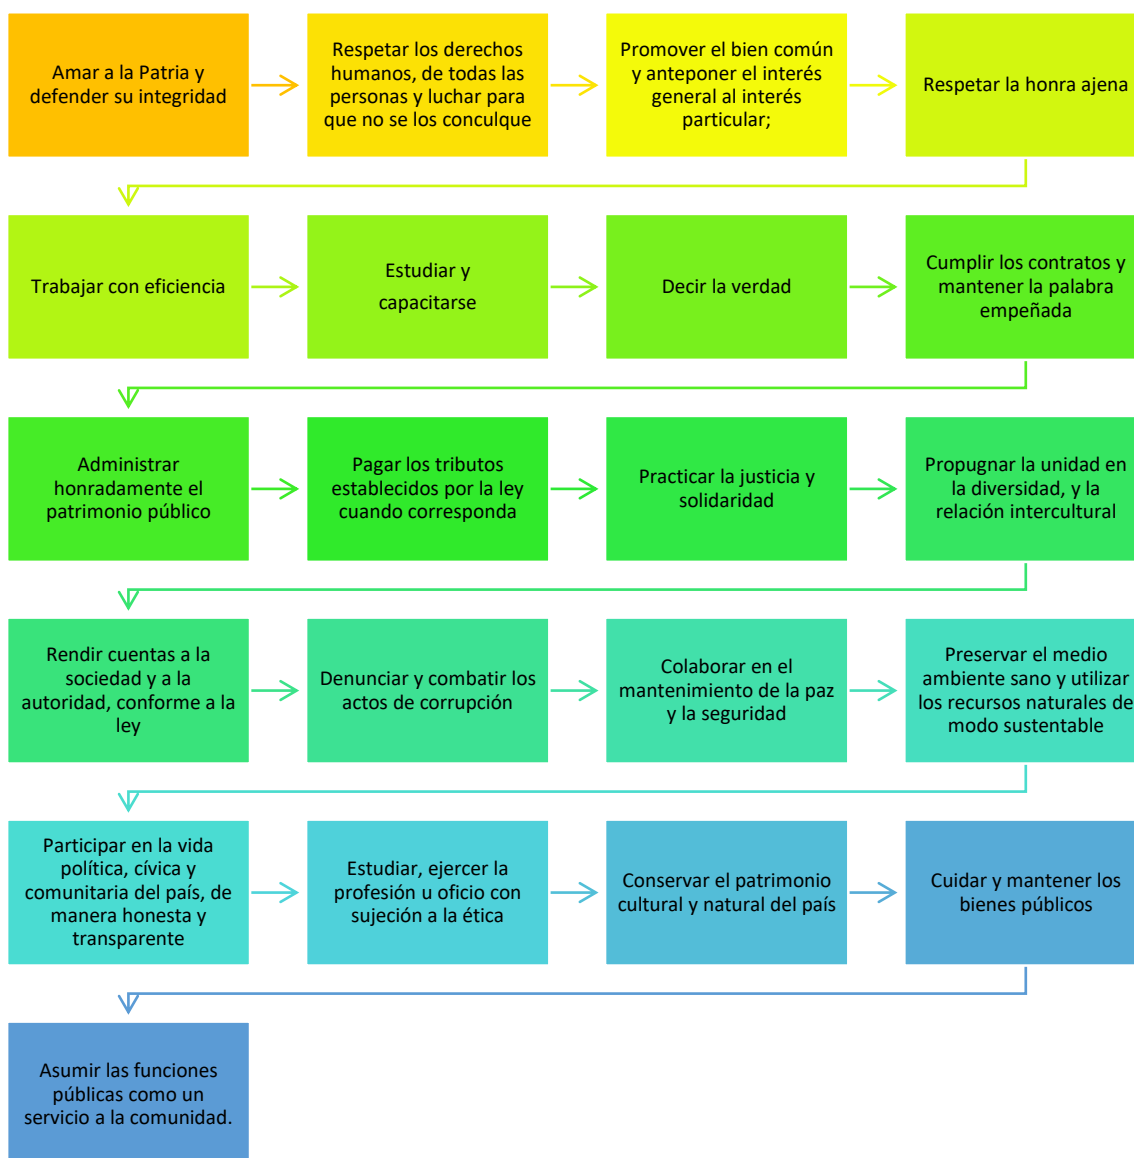 Amar a la Patria y
defender su integridad
Respetar los derechos
humanos, de todas las
personas y luchar para
que no se los conculque
Promover el bien común
y anteponer el interés
general al interés
particular;
Respetar la honra ajena
Trabajar con eficiencia
Estudiar y
capacitarse
Decir la verdad
Cumplir los contratos y
mantener la palabra
empeñada
Administrar
honradamente el
patrimonio público
Pagar los tributos
establecidos por la ley
cuando corresponda
Practicar la justicia y
solidaridad
Propugnar la unidad en
la diversidad, y la
relación intercultural
Rendir cuentas a la
sociedad y a la
autoridad, conforme a la
ley
Denunciar y combatir los
actos de corrupción
Colaborar en el
mantenimiento de la paz
y la seguridad
Preservar el medio
ambiente sano y utilizar
los recursos naturales de
modo sustentable
Participar en la vida
política, cívica y
comunitaria del país, de
manera honesta y
transparente
Estudiar, ejercer la
profesión u oficio con
sujeción a la ética
Conservar el patrimonio
cultural y natural del país
Cuidar y mantener los
bienes públicos
Asumir las funciones
públicas como un
servicio a la comunidad.